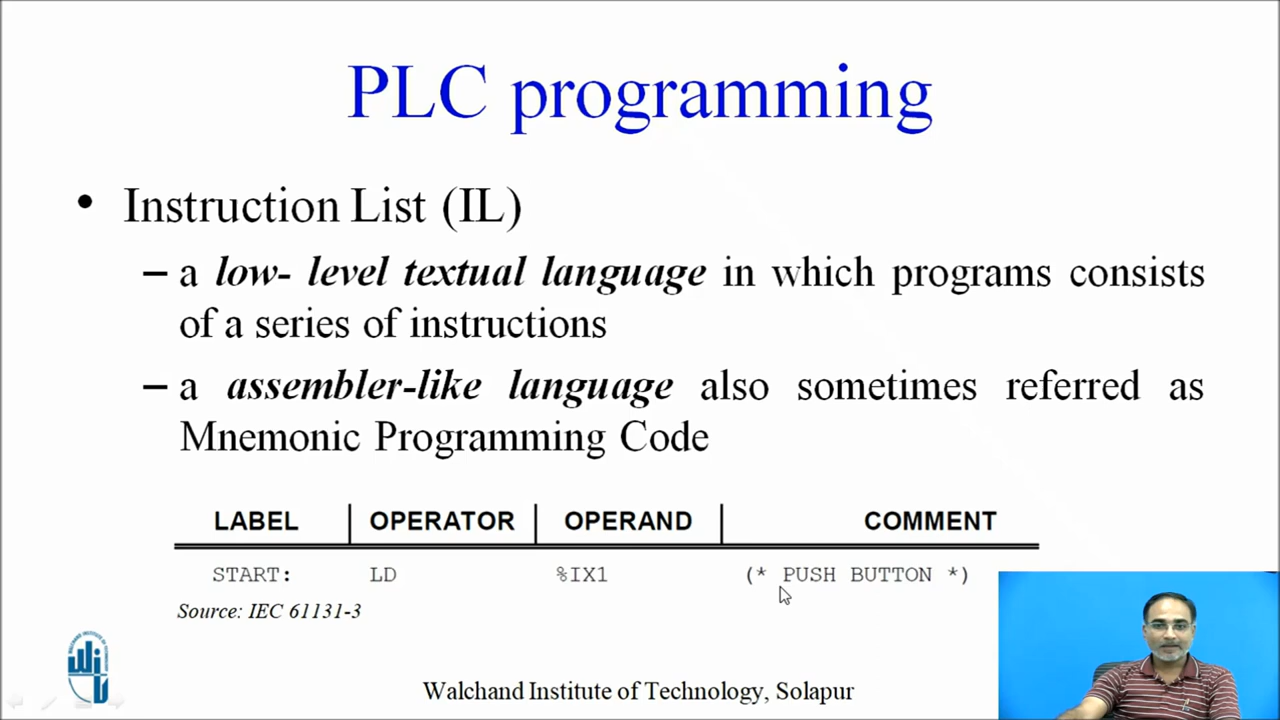 PLC programming
• Instruction List (IL)
– a low- level textual language in which programs consists
of a series of instructions
– a assembler-like language also sometimes referred as
Mnemonic Programming Code
LABEL OPERATOR OPERAND COMMENT
START: LD %IX1 (* PUSH BUTTON *)
Source: IEC 61131-3
Walchand Institute of Technology, Solapur